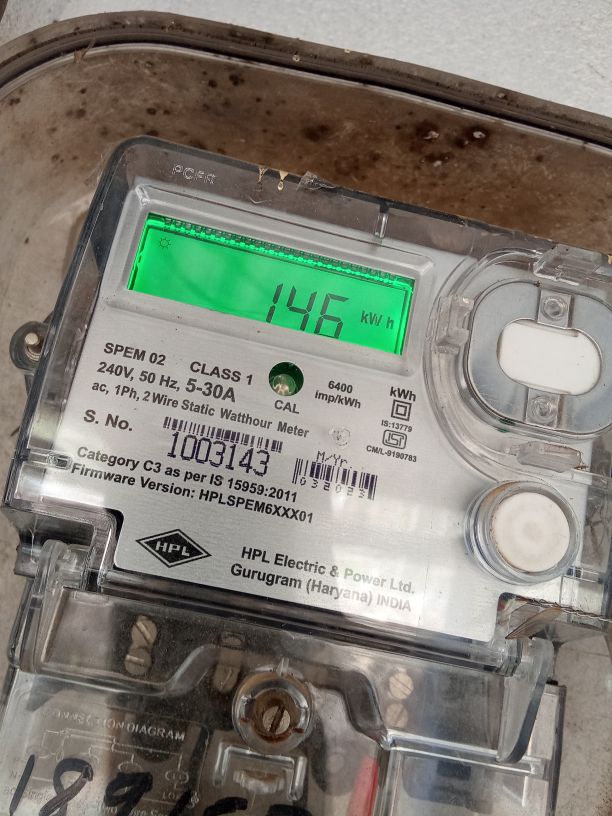 PCFR
146 kWh
SPEM 02 CLASS 1
240V, 50 Hz, 5-30A
ac, 1Ph, 2 Wire Static Watthour Meter
CAL
6400
imp/kWh
kWh
IS:13779
ISI
CM/L-9190783
S. No.
1003143
M/Yr.
032023
Category C3 as per IS 15959:2011
Firmware Version: HPLSPEM6XXX01
HPL
HPL Electric & Power Ltd.
Gurugram (Haryana) INDIA
CONNECTION DIAGRAM